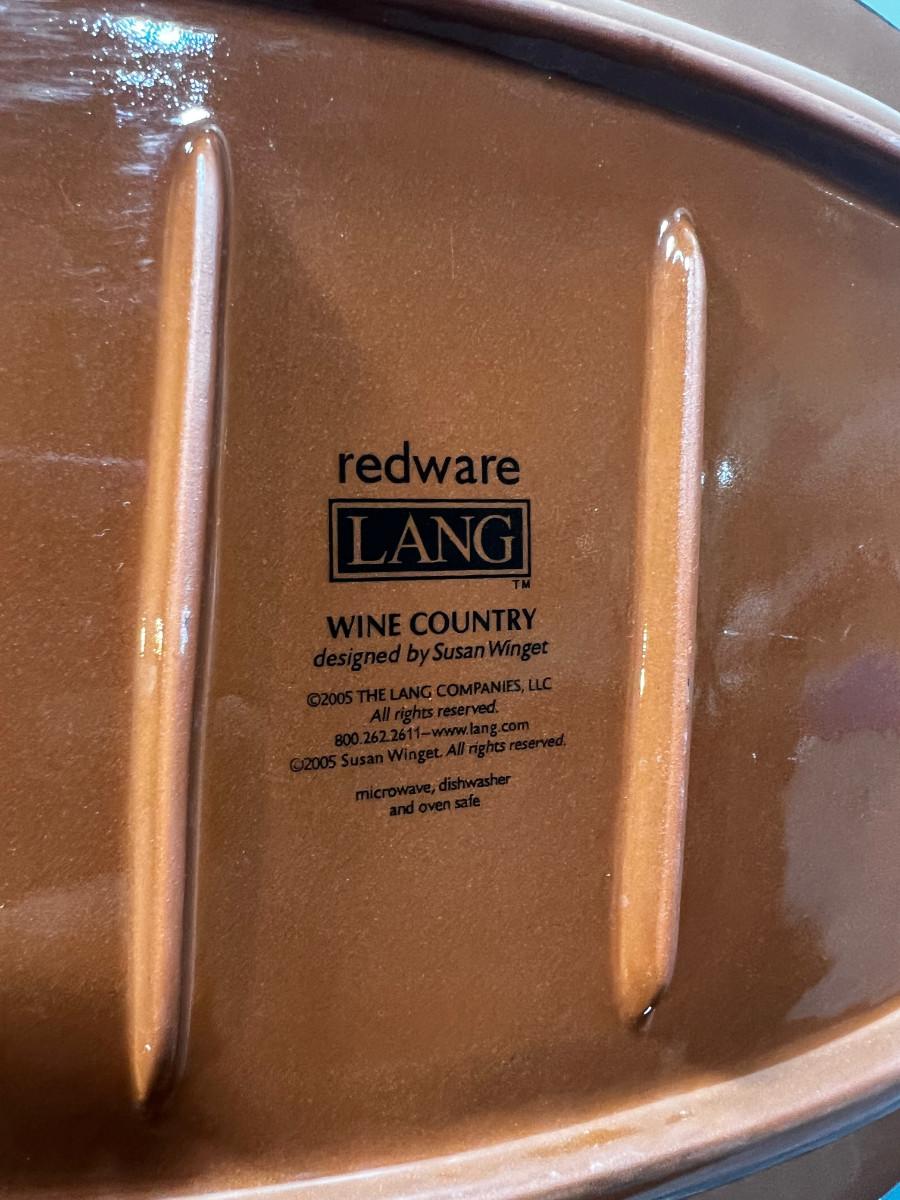 redware
LANG
TM
WINE COUNTRY
designed by Susan Winget
©2005 THE LANG COMPANIES, LLC
All rights reserved.
800.262.2611–www.lang.com
©2005 Susan Winget. All rights reserved.
microwave, dishwasher
and oven safe